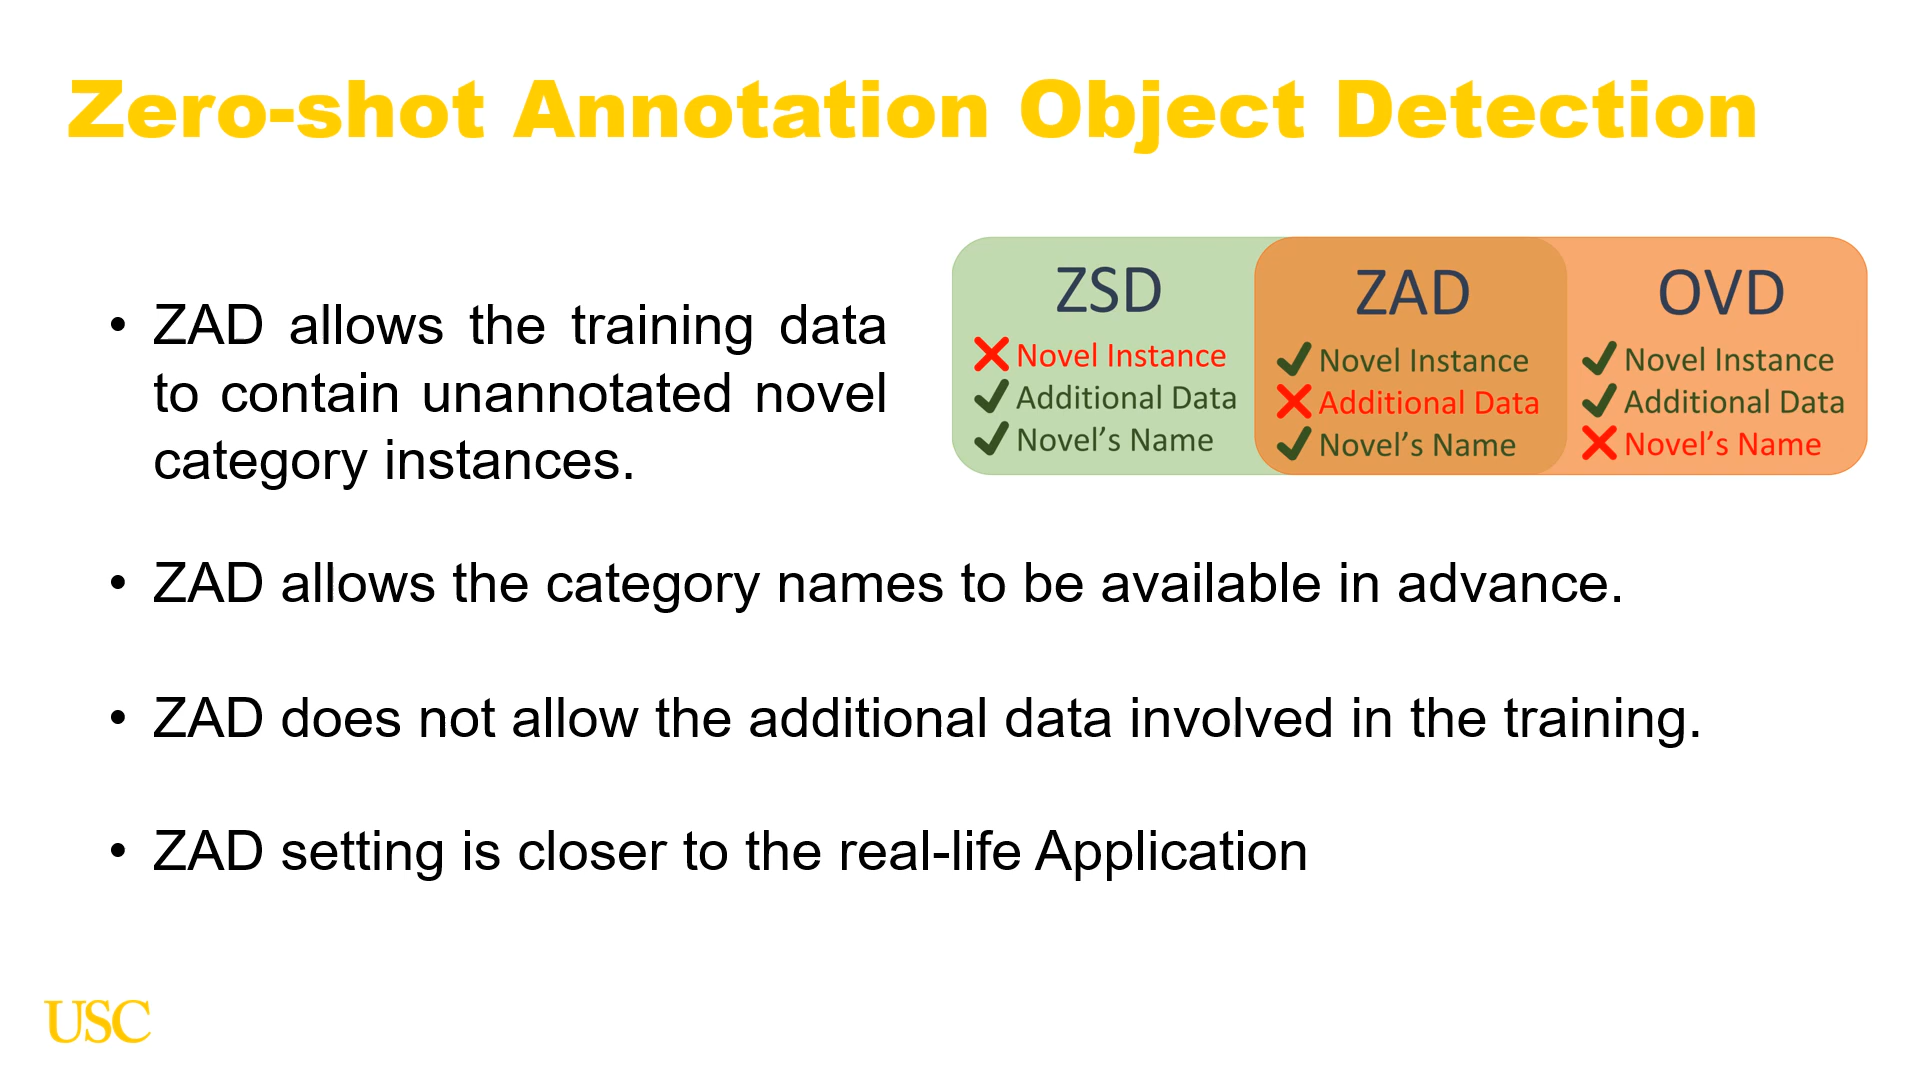 Zero-shot Annotation Object Detection
• ZAD allows the training data
to contain unannotated novel
category instances.
ZSD
Novel Instance
Additional Data
Novel’s Name
ZAD
Novel Instance
Additional Data
Novel’s Name
OVD
Novel Instance
Additional Data
Novel’s Name
• ZAD allows the category names to be available in advance.
• ZAD does not allow the additional data involved in the training.
• ZAD setting is closer to the real-life Application
USC